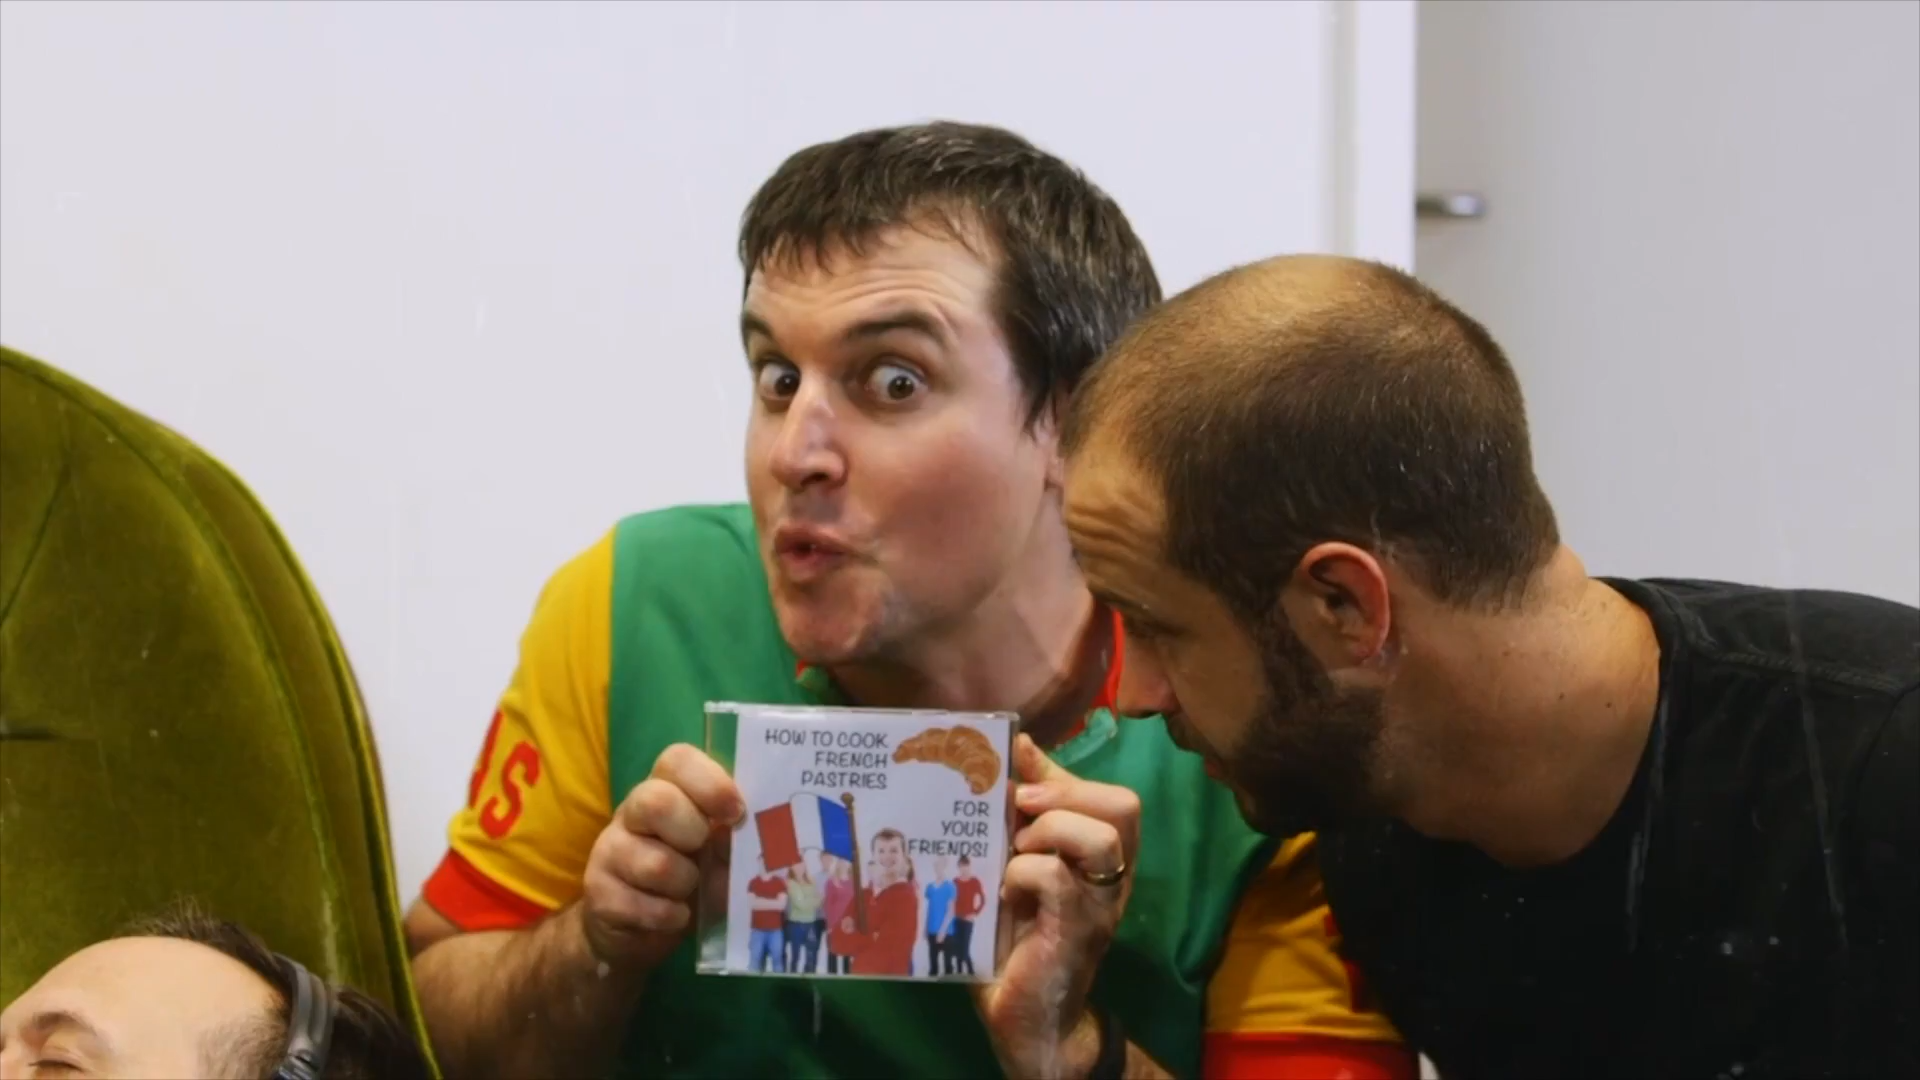 HOW TO COOK
FRENCH
PASTRIES
FOR
YOUR
FRIENDS!